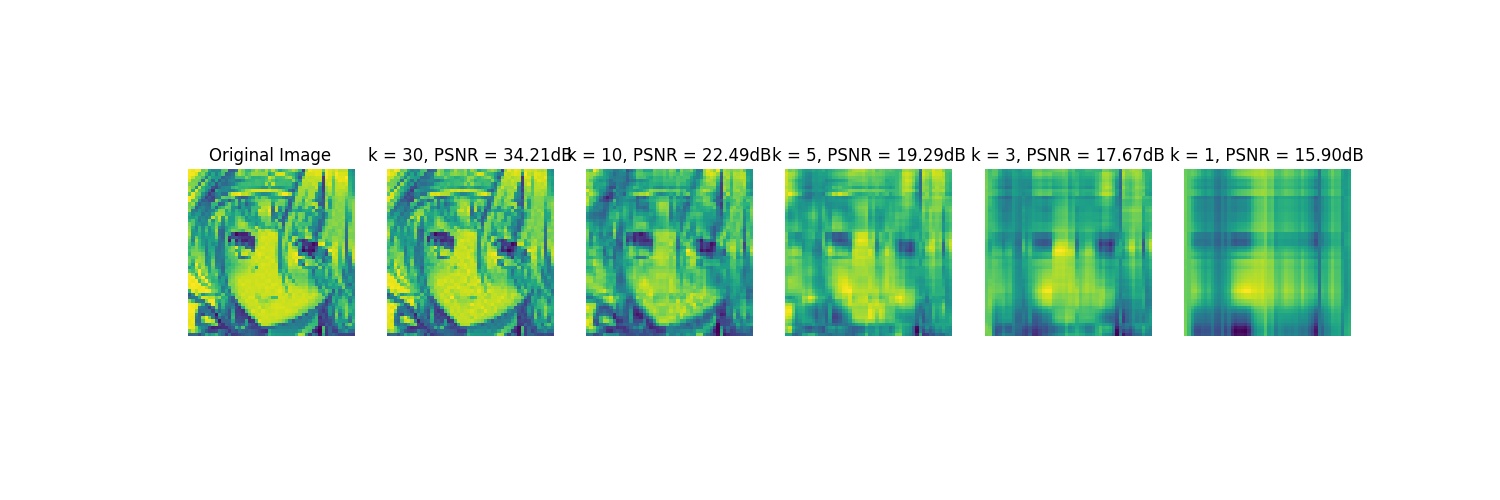 Original Image
k = 30, PSNR = 34.21dB
k = 10, PSNR = 22.49dB
k = 5, PSNR = 19.29dB
k = 3, PSNR = 17.67dB
k = 1, PSNR = 15.90dB